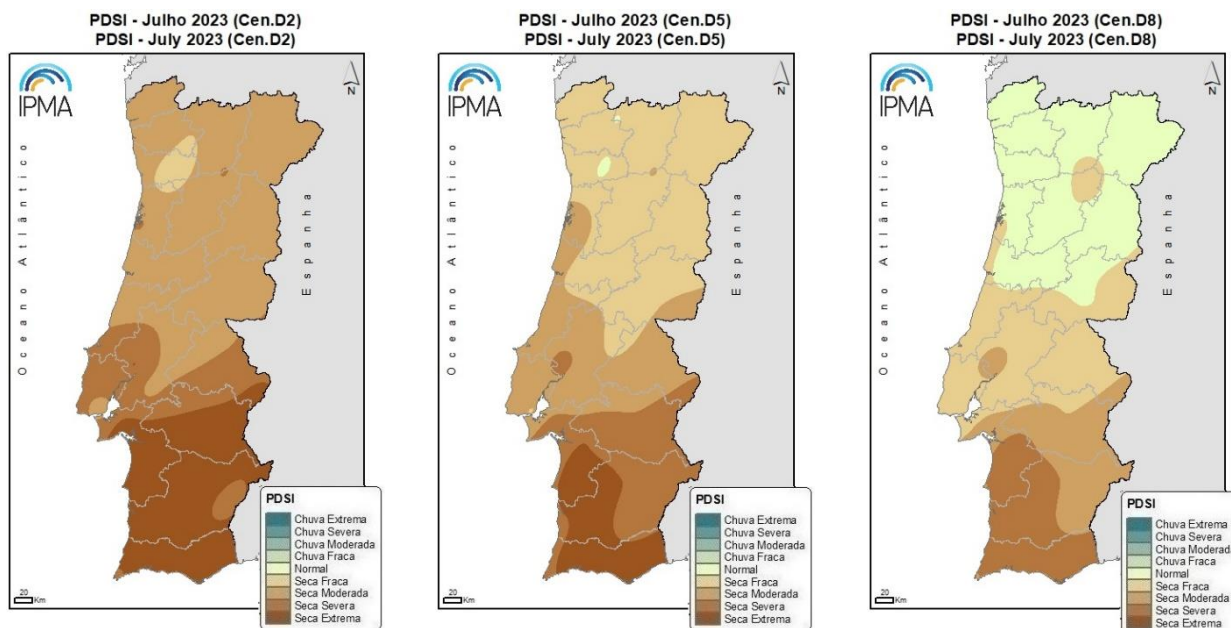 PDSI - Julho 2023 (Cen.D2)
PDSI - July 2023 (Cen.D2)
IPMA
N
Oceano Atlântico
Espanha
PDSI
Chuva Extrema
Chuva Severa
Chuva Moderada
Chuva Fraca
Normal
Seca Fraca
Seca Moderada
Seca Severa
Seca Extrema
20
Km
PDSI - Julho 2023 (Cen.D5)
PDSI - July 2023 (Cen.D5)
IPMA
N
Oceano Atlântico
Espanha
PDSI
Chuva Extrema
Chuva Severa
Chuva Moderada
Chuva Fraca
Normal
Seca Fraca
Seca Moderada
Seca Severa
Seca Extrema
20
Km
PDSI - Julho 2023 (Cen.D8)
PDSI - July 2023 (Cen.D8)
IPMA
N
Oceano Atlântico
Espanha
PDSI
Chuva Extrema
Chuva Severa
Chuva Moderada
Chuva Fraca
Normal
Seca Fraca
Seca Moderada
Seca Severa
Seca Extrema
20
Km